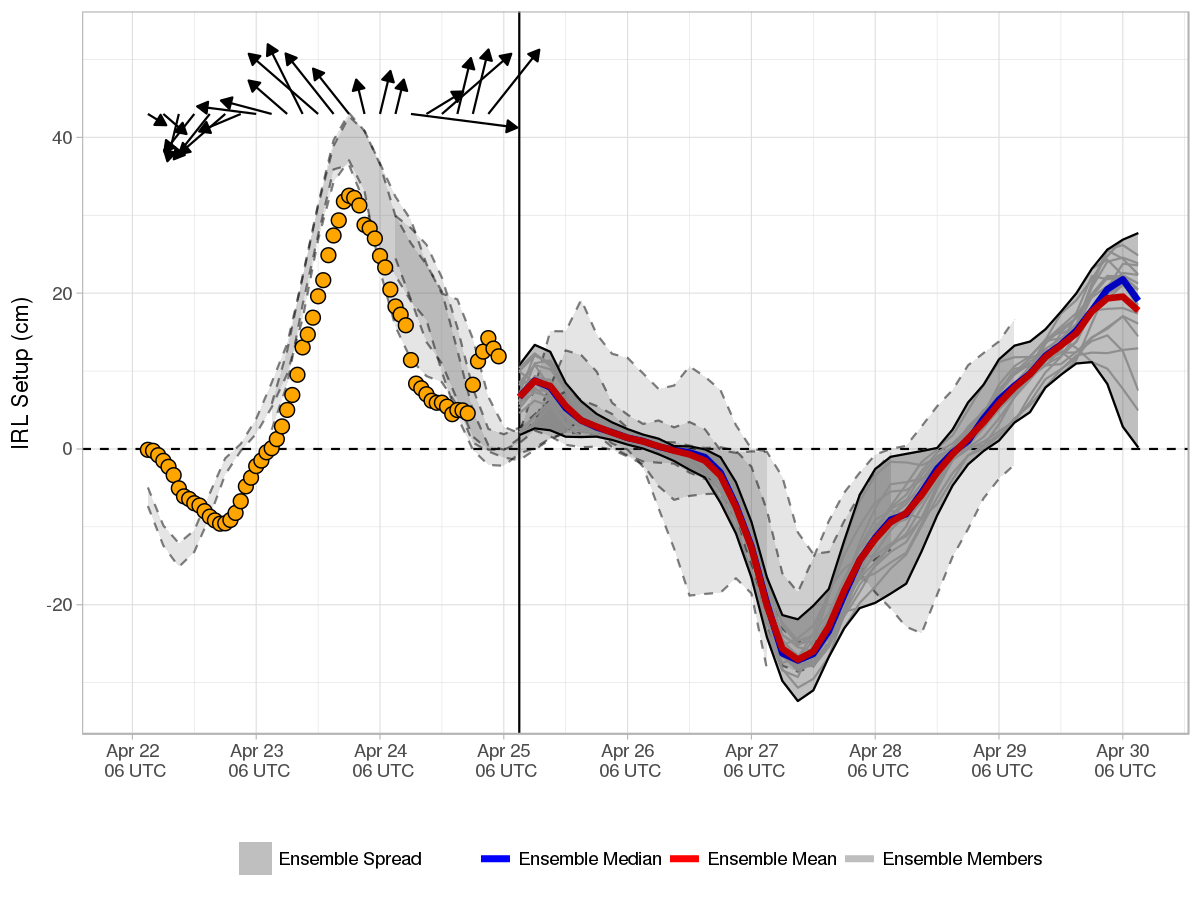 IRL Setup (cm)
40
20
0
-20
Apr 22 Apr 23 Apr 24 Apr 25 Apr 26 Apr 27 Apr 28 Apr 29 Apr 30
06 UTC 06 UTC 06 UTC 06 UTC 06 UTC 06 UTC 06 UTC 06 UTC 06 UTC
Ensemble Spread Ensemble Median Ensemble Mean Ensemble Members